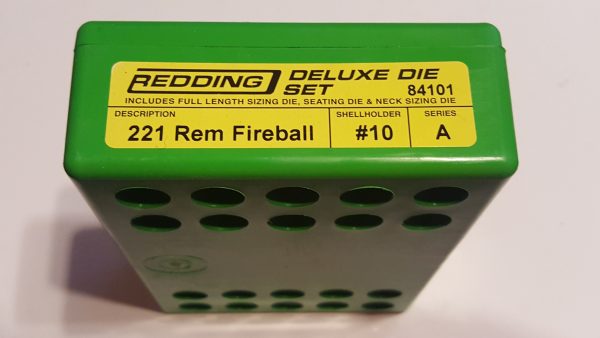 REDDING DELUXE DIE SET 84101
INCLUDES FULL LENGTH SIZING DIE, SEATING DIE & NECK SIZING DIE
DESCRIPTION SHELLHOLDER SERIES
221 Rem Fireball #10 A